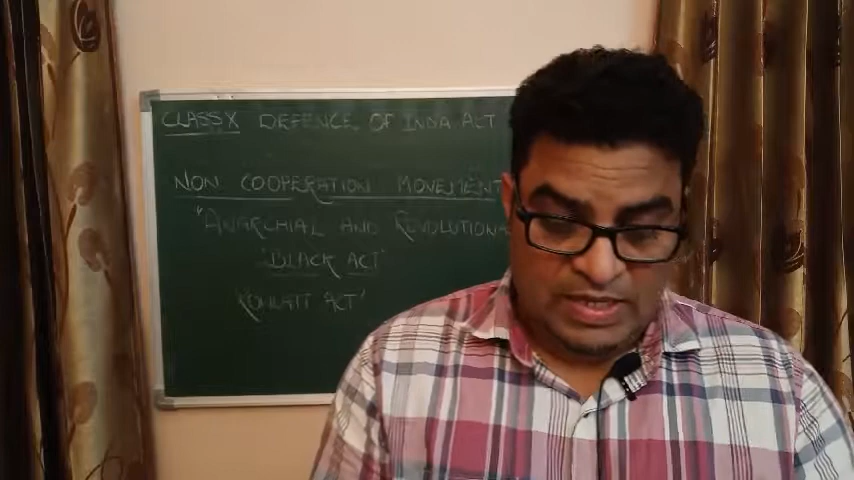 CLASS X DEFENCE OF INDIA ACT
NON COOPERATION MOVEMENT
"ANARCHIAL AND REVOLUTIONA
"BLACK ACT"
"ROWLATT ACT"